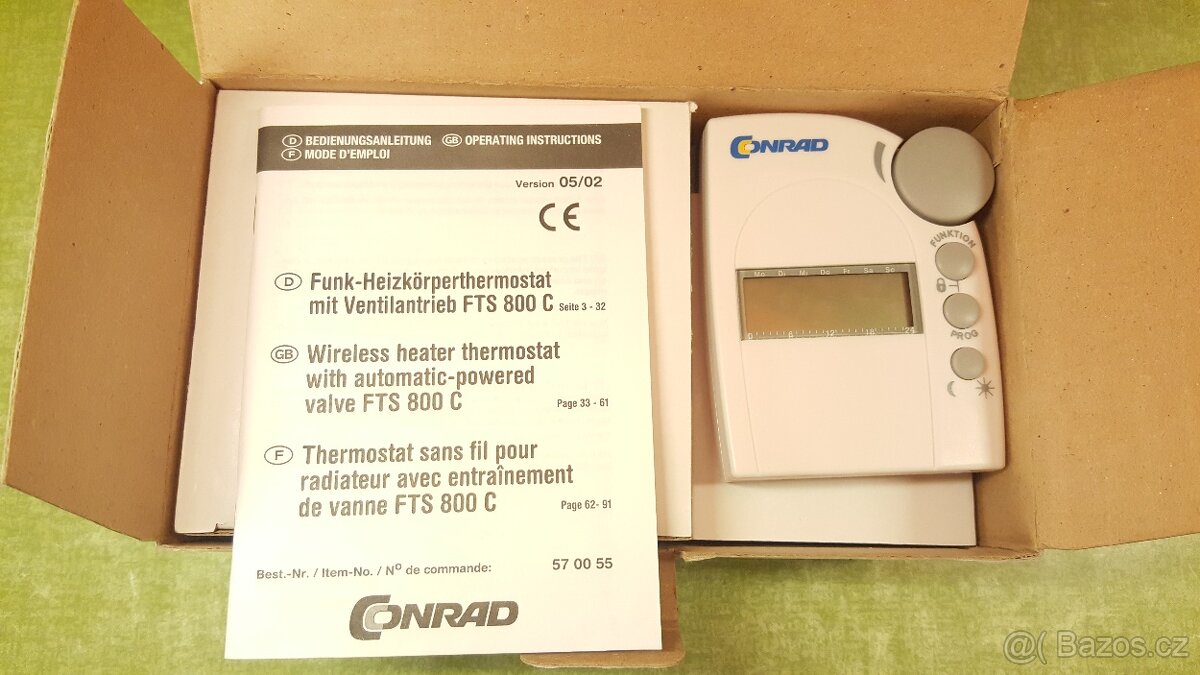 D BEDIENUNGSANLEITUNG GB OPERATING INSTRUCTIONS
F MODE D'EMPLOI
Version 05/02
CE
D Funk-Heizkörperthermostat
mit Ventilantrieb FTS 800 C Seite 3 - 32
GB Wireless heater thermostat
with automatic-powered
valve FTS 800 C Page 33 - 61
F Thermostat sans fil pour
radiateur avec entraînement
de vanne FTS 800 C Page 62- 91
Best.-Nr. / Item-No. / Nº de commande: 57 00 55
CONRAD
CONRAD
FUNKTION
Mo Di Mi Do Fr Sa So
PROG
0 6 12 18 24
@( Bazos.cz